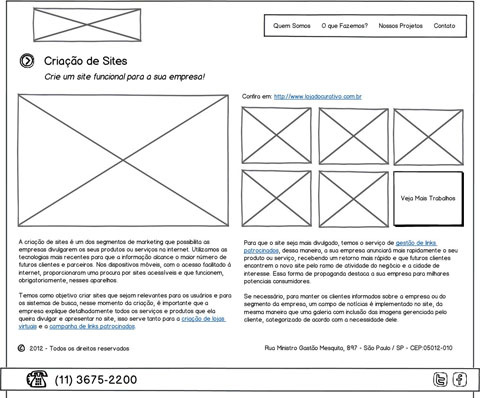 Quem Somos O que Fazemos? Nossos Projetos Contato
Criação de Sites
Crie um site funcional para a sua empresa!
Confira em: http://www.lojadocurativo.com.br
Veja Mais Trabalhos
A criação de sites é um dos segmentos de marketing que possibilita as
empresas divulgarem os seus produtos ou serviços na internet. Utilizamos as
tecnologias mais recentes para que a informação alcance o maior número de
futuros clientes e parceiros. Nos dispositivos móveis, com o acesso facilitado à
internet, proporcionaram uma procura por sites acessíveis e que funcionem,
obrigatoriamente, nesses aparelhos.
Temos como objetivo criar sites que sejam relevantes para os usuários e para
os sistemas de busca, nesse momento da criação, é importante que a
empresa explique detalhadamente todos os serviços e produtos que ela
queira divulgar e apresentar no site, isso serve tanto para a criação de lojas
virtuais e a campanha de links patrocinados.
Para que o site seja mais divulgado, temos o serviço de gestão de links
patrocinados, dessa maneira, a sua empresa anunciará mais rapidamente o seu
produto ou serviço, recebendo um retorno mais rápido e que futuros clientes
encontrem o novo site pelo ramo de atividade do negócio e a cidade de
interesse. Essa forma de propaganda destaca a sua empresa para milhares
potenciais consumidores.
Se necessário, para manter os clientes informados sobre a empresa ou do
segmento da empresa, um campo de notícias é implementado no site, da
mesma maneira que uma galeria com inclusão das imagens gerenciada pelo
cliente, categorizado de acordo com a necessidade dele.
© 2012 - Todos os direitos reservados
Rua Ministro Gastão Mesquita, 897 - São Paulo / SP - CEP:05012-010
(11) 3675-2200